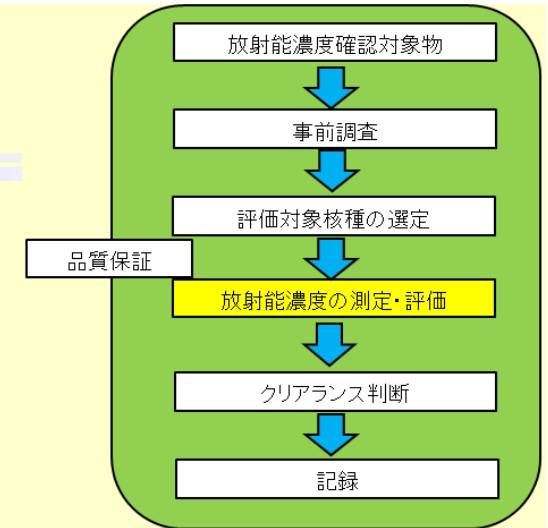 放射能濃度確認対象物
事前調査
評価対象核種の選定
品質保証
放射能濃度の測定・評価
クリアランス判断
記録